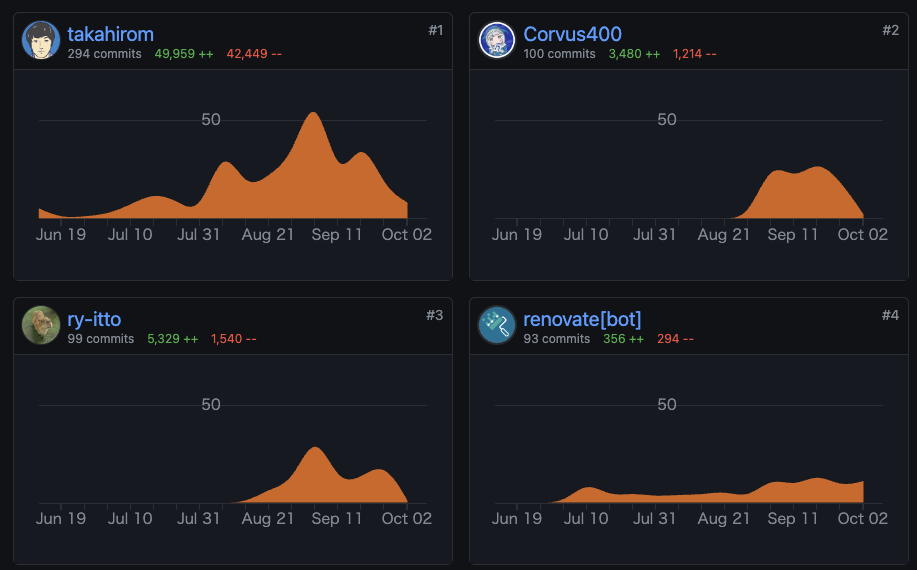 takahirom #1
294 commits 49,959 ++ 42,449 --
50
Jun 19 Jul 10 Jul 31 Aug 21 Sep 11 Oct 02
Corvus400 #2
100 commits 3,480 ++ 1,214 --
50
Jun 19 Jul 10 Jul 31 Aug 21 Sep 11 Oct 02
ry-itto #3
99 commits 5,329 ++ 1,540 --
50
Jun 19 Jul 10 Jul 31 Aug 21 Sep 11 Oct 02
renovate[bot] #4
93 commits 356 ++ 294 --
50
Jun 19 Jul 10 Jul 31 Aug 21 Sep 11 Oct 02